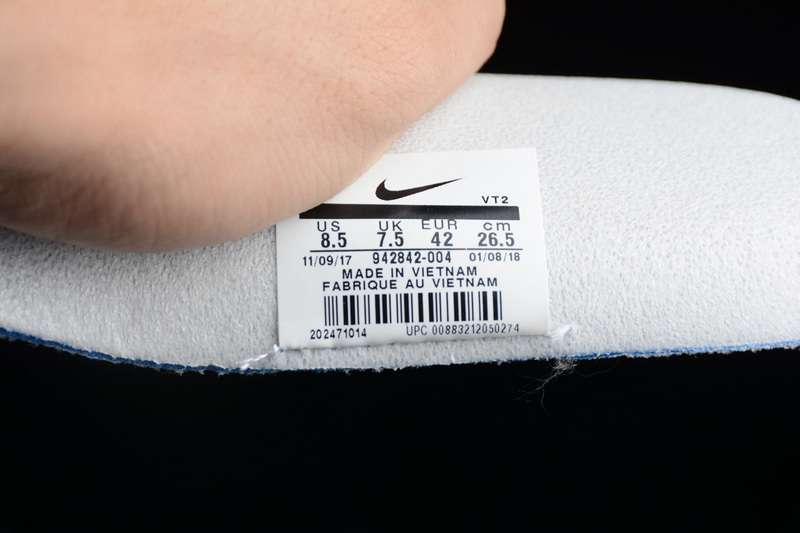 VT2
US UK EUR cm
8.5 7.5 42 26.5
11/09/17 942842-004 01/08/18
MADE IN VIETNAM
FABRIQUE AU VIETNAM
202471014 UPC 00883212050274